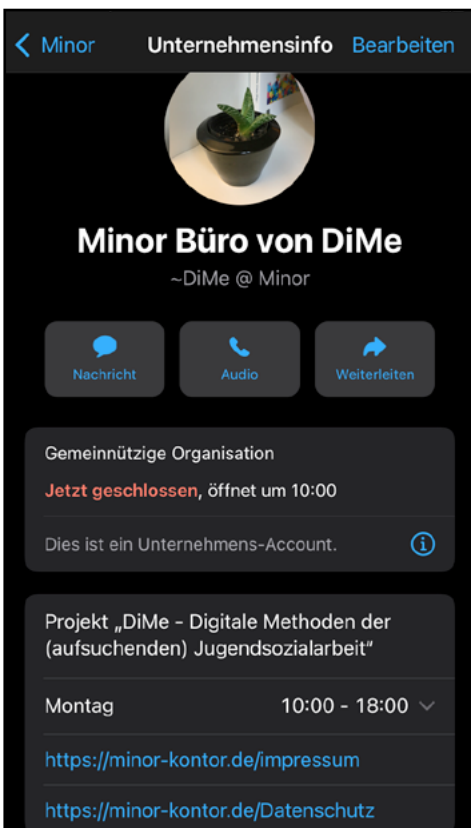 Minor
Unternehmensinfo
Bearbeiten
Minor Büro von DiMe
~DiMe @ Minor
Nachricht
Audio
Weiterleiten
Gemeinnützige Organisation
Jetzt geschlossen, öffnet um 10:00
Dies ist ein Unternehmens-Account.
Projekt „DiMe - Digitale Methoden der
(aufsuchenden) Jugendsozialarbeit“
Montag 10:00 - 18:00
https://minor-kontor.de/impressum
https://minor-kontor.de/Datenschutz